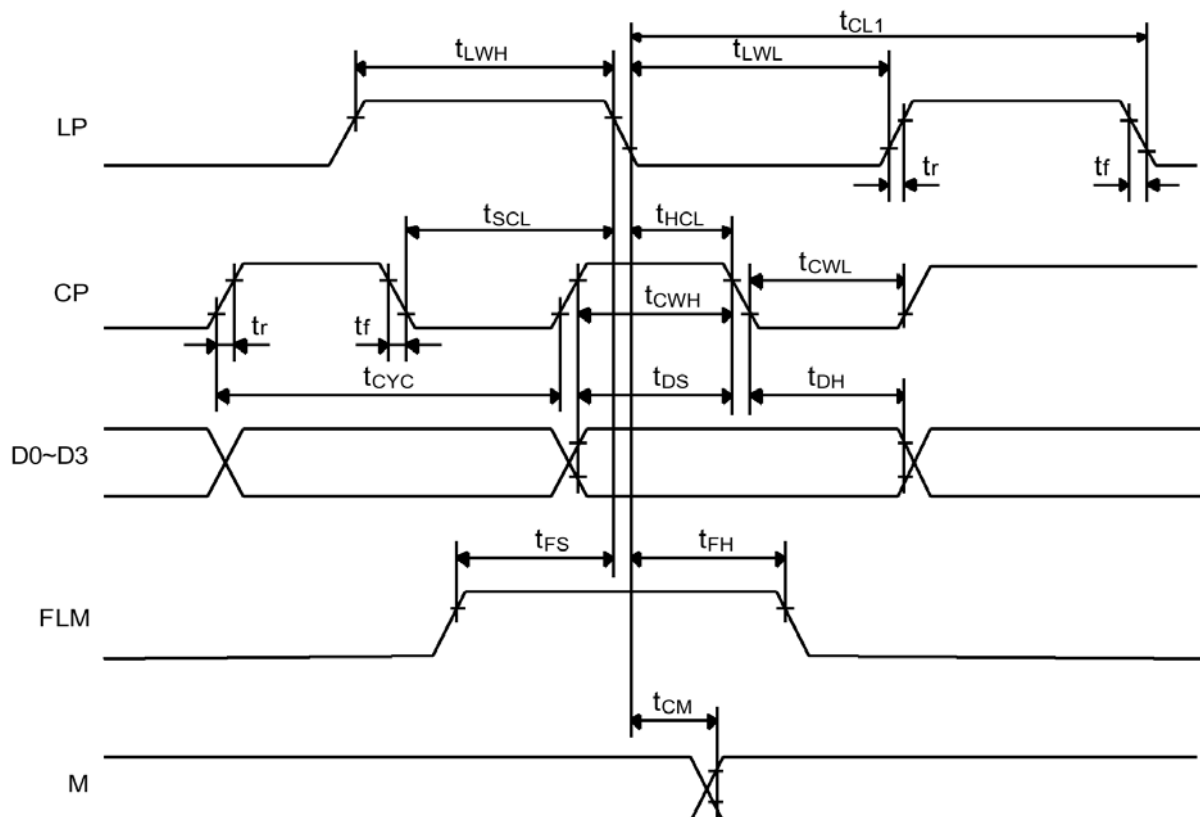 tCL1
tLWH tLWL
LP
tr tf
tSCL tHCL
tCWL
CP
tCWH
tr tf
tCYC tDS tDH
D0~D3
tFS tFH
FLM
tCM
M